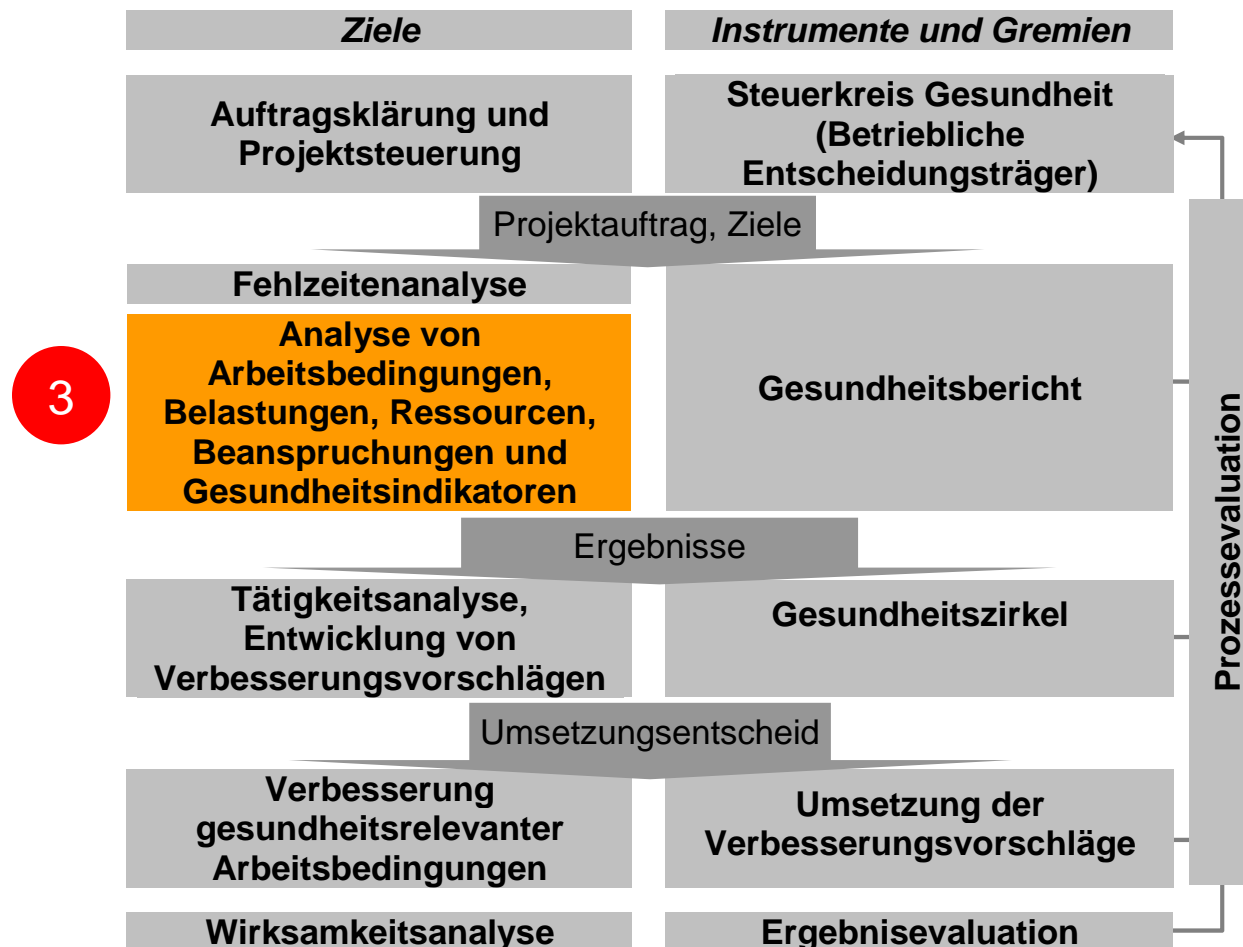 Ziele
Instrumente und Gremien
Auftragsklärung und
Projektsteuerung
Steuerkreis Gesundheit
(Betriebliche
Entscheidungsträger)
Projektauftrag, Ziele
Fehlzeitenanalyse
3
Analyse von
Arbeitsbedingungen,
Belastungen, Ressourcen,
Beanspruchungen und
Gesundheitsindikatoren
Gesundheitsbericht
Ergebnisse
Tätigkeitsanalyse,
Entwicklung von
Verbesserungsvorschlägen
Gesundheitszirkel
Umsetzungsentscheid
Verbesserung
gesundheitsrelevanter
Arbeitsbedingungen
Umsetzung der
Verbesserungsvorschläge
Wirksamkeitsanalyse
Ergebnisevaluation
Prozessevaluation